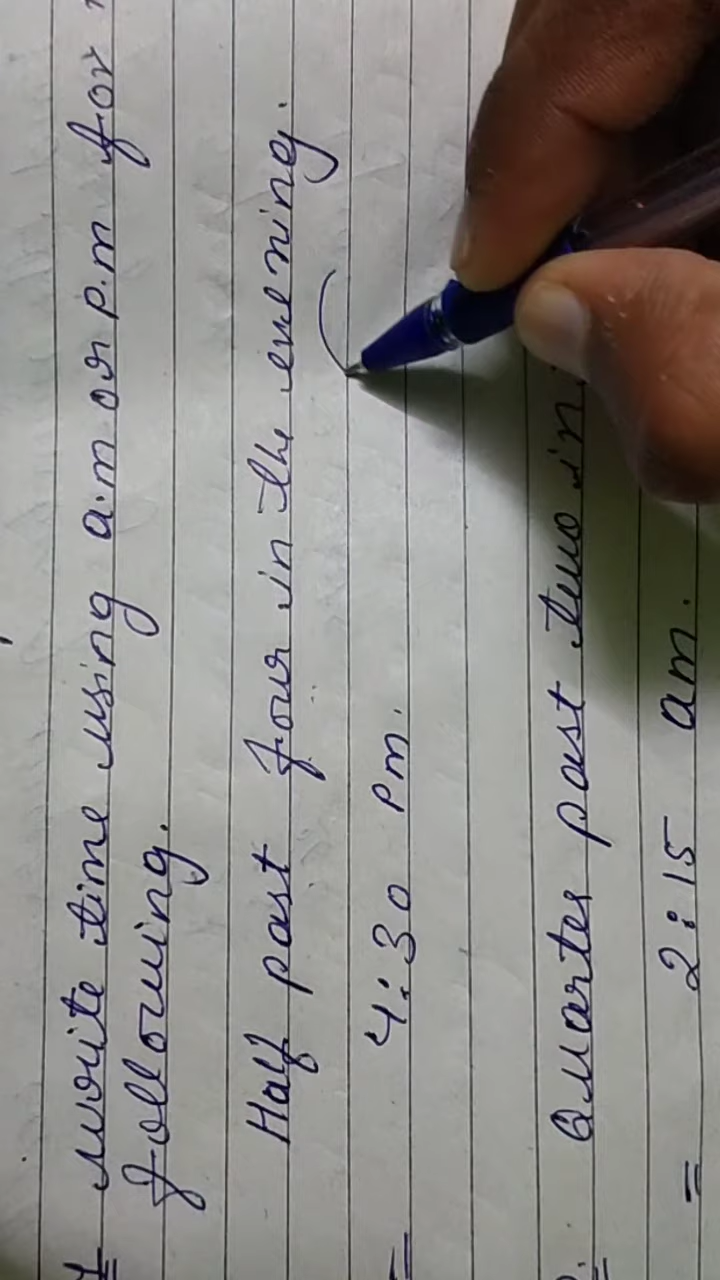 write time using a.m or p.m for
following.
Half past four in the evening.
4:30 pm.
Quarter past two in
= 2:15 am.